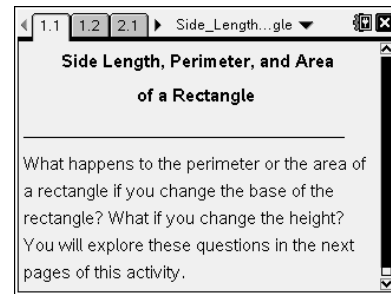 1.1 1.2 2.1 Side_Length...gle
Side Length, Perimeter, and Area
of a Rectangle
What happens to the perimeter or the area of
a rectangle if you change the base of the
rectangle? What if you change the height?
You will explore these questions in the next
pages of this activity.